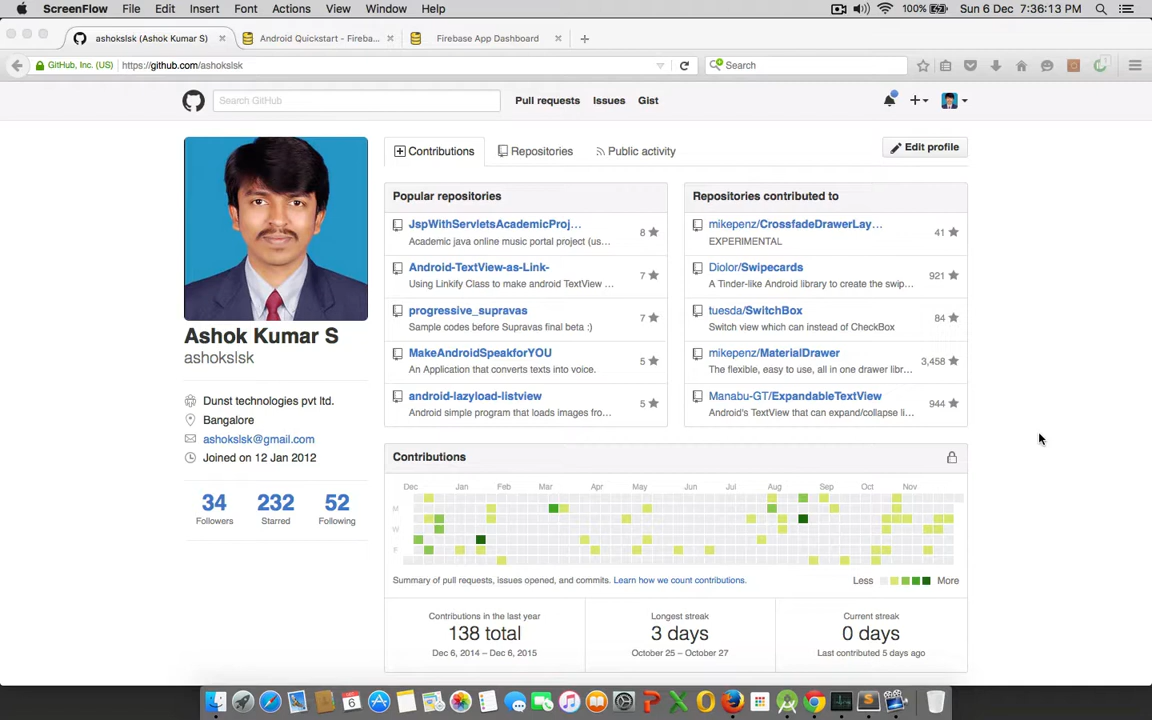 ScreenFlow File Edit Insert Font Actions View Window Help 100% Sun 6 Dec 7:36:13 PM
ashokslsk (Ashok Kumar S) Android Quickstart - Fireba... Firebase App Dashboard
GitHub, Inc. (US) https://github.com/ashokslsk Search
Search GitHub Pull requests Issues Gist
Contributions Repositories Public activity Edit profile
Ashok Kumar S
ashokslsk
Dunst technologies pvt ltd.
Bangalore
ashokslsk@gmail.com
Joined on 12 Jan 2012
34 232 52
Followers Starred Following
Popular repositories
JspWithServletsAcademicProj... 8
Academic java online music portal project (us...
Android-TextView-as-Link- 7
Using Linkify Class to make android TextView ...
progressive_supravas 7
Sample codes before Supravas final beta :)
MakeAndroidSpeakforYOU 5
An Application that converts texts into voice.
android-lazyload-listview 5
Android simple program that loads images fro...
Repositories contributed to
mikepenz/CrossfadeDrawerLay... 41
EXPERIMENTAL
Diolor/Swipecards 921
A Tinder-like Android library to create the swip...
tuesda/SwitchBox 84
Switch view which can instead of CheckBox
mikepenz/MaterialDrawer 3,458
The flexible, easy to use, all in one drawer libr...
Manabu-GT/ExpandableTextView 944
Android's TextView that can expand/collapse li...
Contributions
Dec Jan Feb Mar Apr May Jun Jul Aug Sep Oct Nov
M
W
F
Summary of pull requests, issues opened, and commits. Learn how we count contributions. Less More
Contributions in the last year
138 total
Dec 6, 2014 – Dec 6, 2015
Longest streak
3 days
October 25 – October 27
Current streak
0 days
Last contributed 5 days ago
6